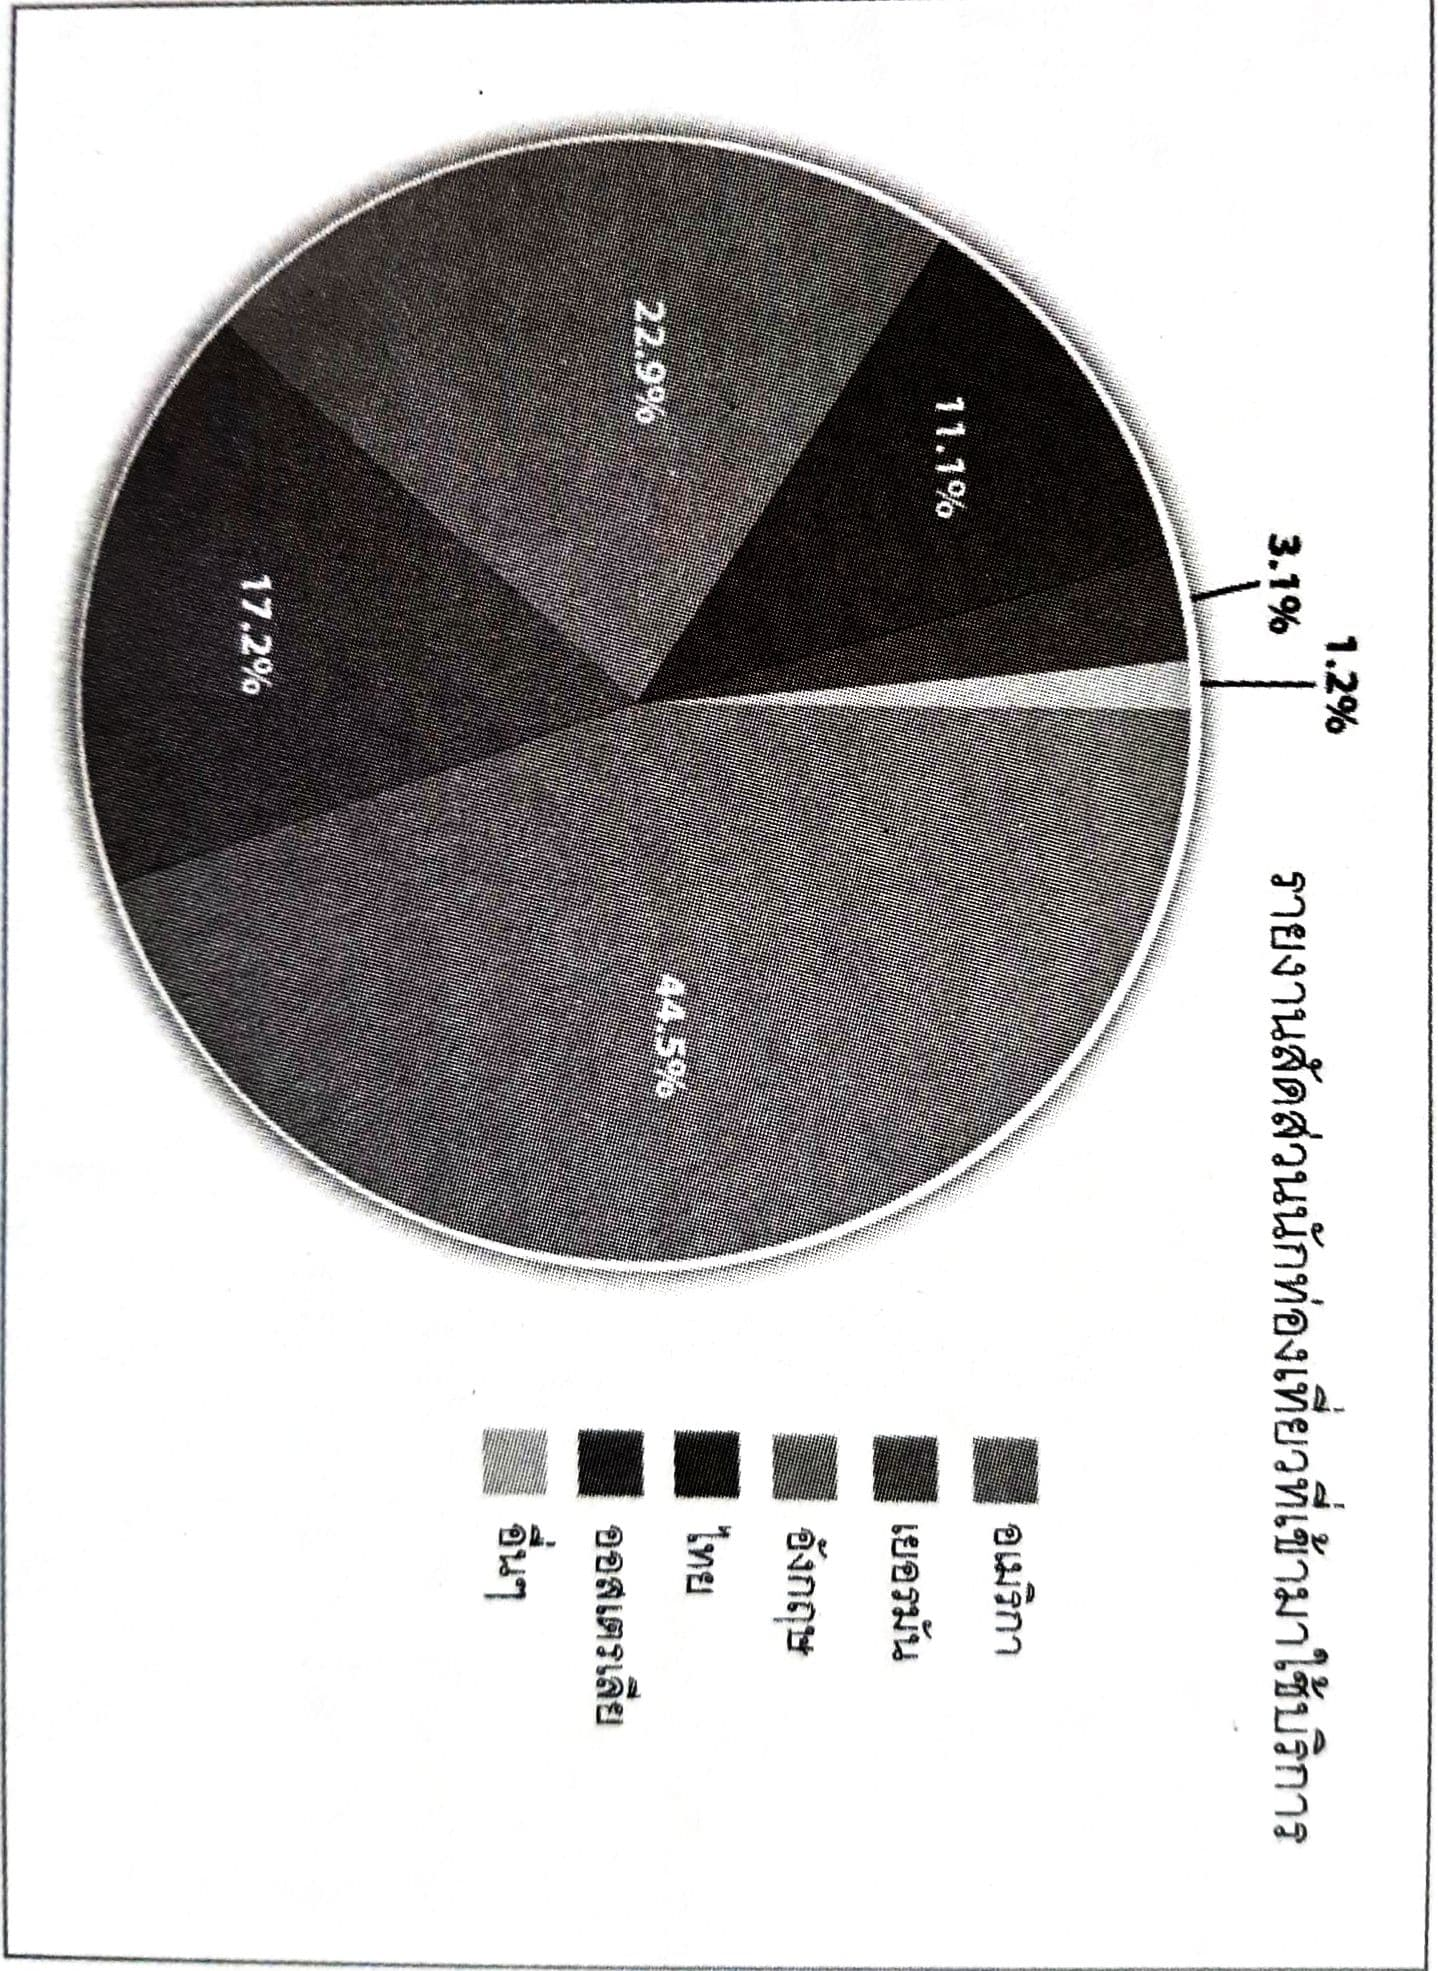 รายงานสัดส่วนนักท่องเที่ยวที่เข้ามาใช้บริการ
1.2%
3.1%
11.1%
22.9%
44.5%
17.2%
อเมริกา
เยอรมัน
อังกฤษ
ไทย
ออสเตรเลีย
อื่นๆ